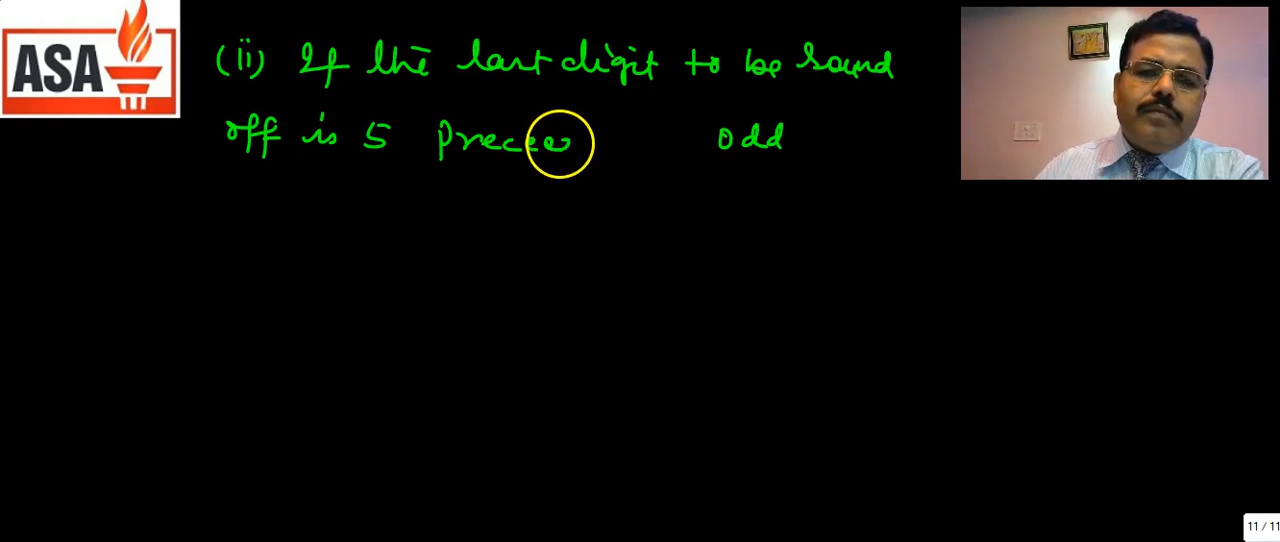 ASA
(ii) If the last digit to be round
off is 5 Precee odd
11 / 11